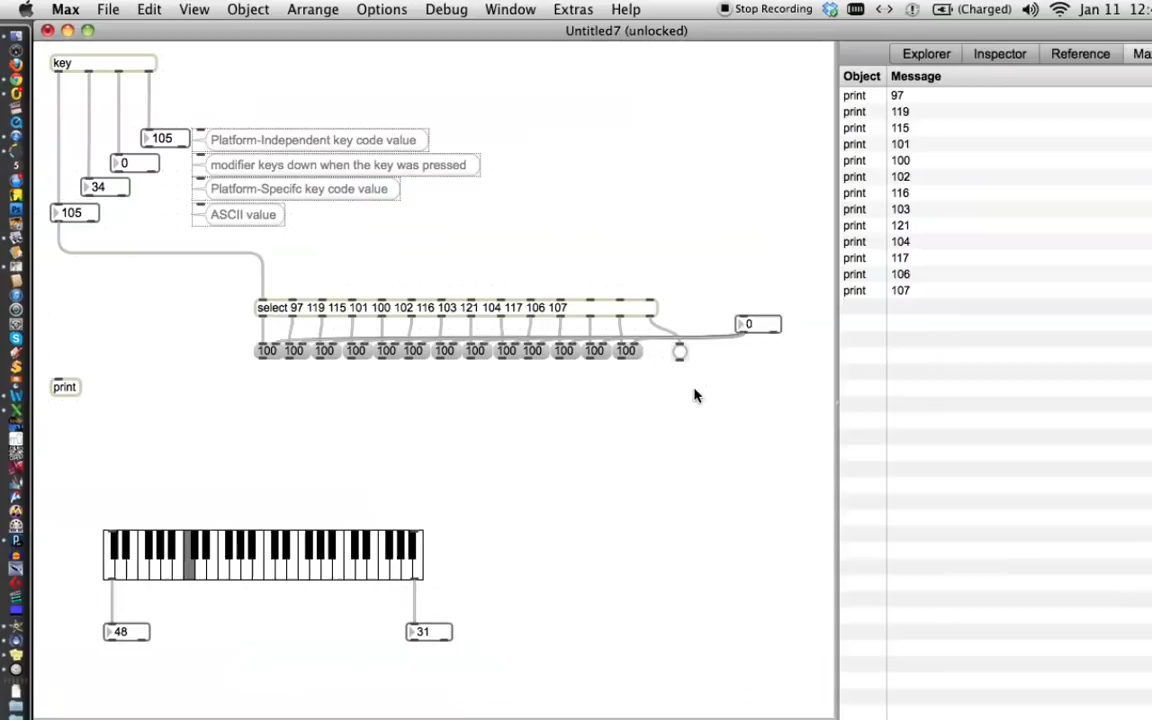 Max File Edit View Object Arrange Options Debug Window Extras Help Stop Recording (Charged) Jan 11 12:
Untitled7 (unlocked)
Explorer Inspector Reference
Object Message
key
print 97
print 119
print 115
print 101
print 100
print 102
print 116
print 103
print 121
print 104
print 117
print 106
print 107
105 Platform-Independent key code value
0 modifier keys down when the key was pressed
34 Platform-Specifc key code value
105 ASCII value
select 97 119 115 101 100 102 116 103 121 104 117 106 107
0
100 100 100 100 100 100 100 100 100 100 100 100 100
print
48 31